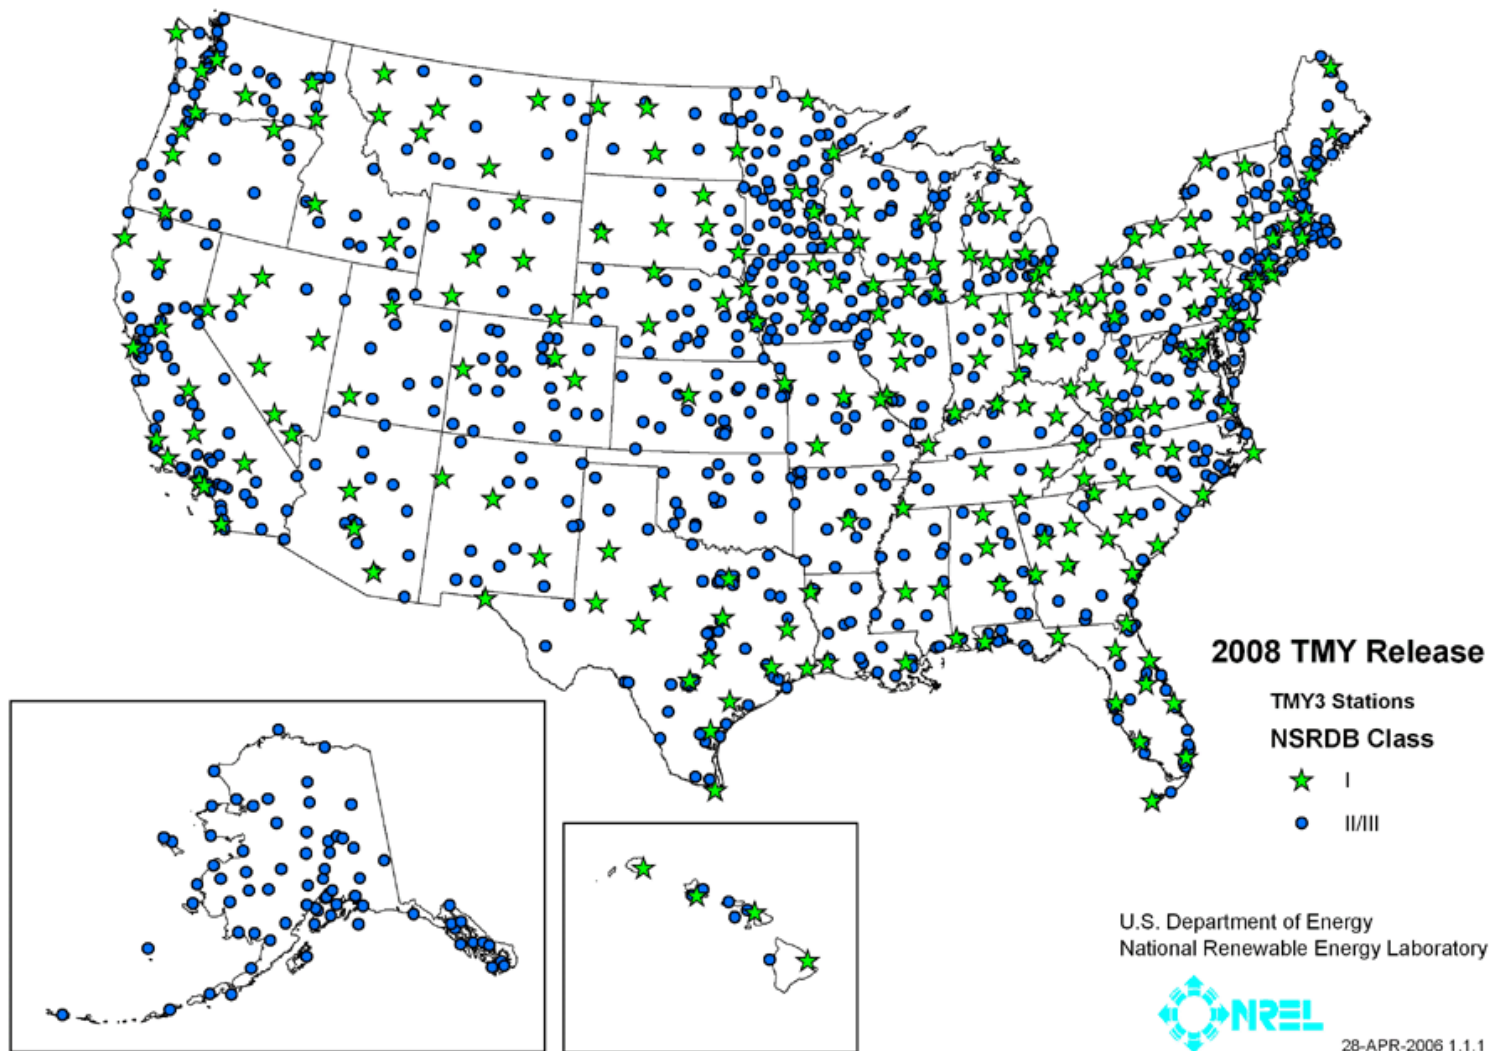 2008 TMY Release
TMY3 Stations
NSRDB Class
I
II/III
U.S. Department of Energy
National Renewable Energy Laboratory
NREL
28-APR-2006 1.1.1